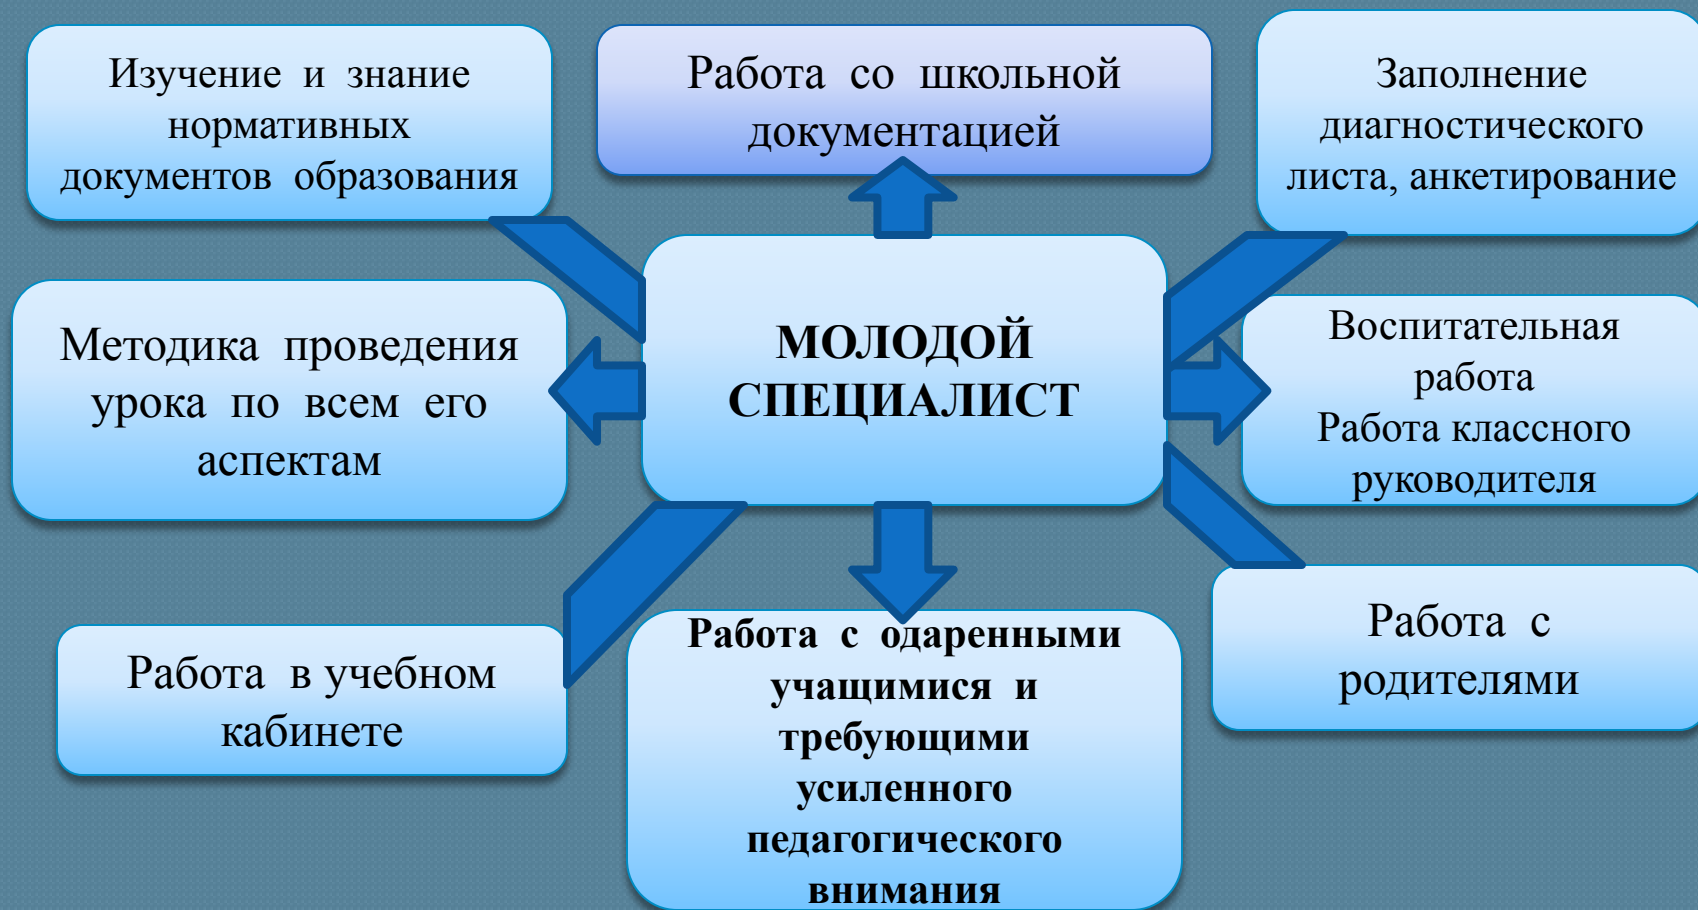 Изучение и знание
нормативных
документов образования
Работа со школьной
документацией
Заполнение
диагностического
листа, анкетирование
Методика проведения
урока по всем его
аспектам
МОЛОДОЙ
СПЕЦИАЛИСТ
Воспитательная
работа
Работа классного
руководителя
Работа в учебном
кабинете
Работа с одаренными
учащимися и
требующими
усиленного
педагогического
внимания
Работа с
родителями